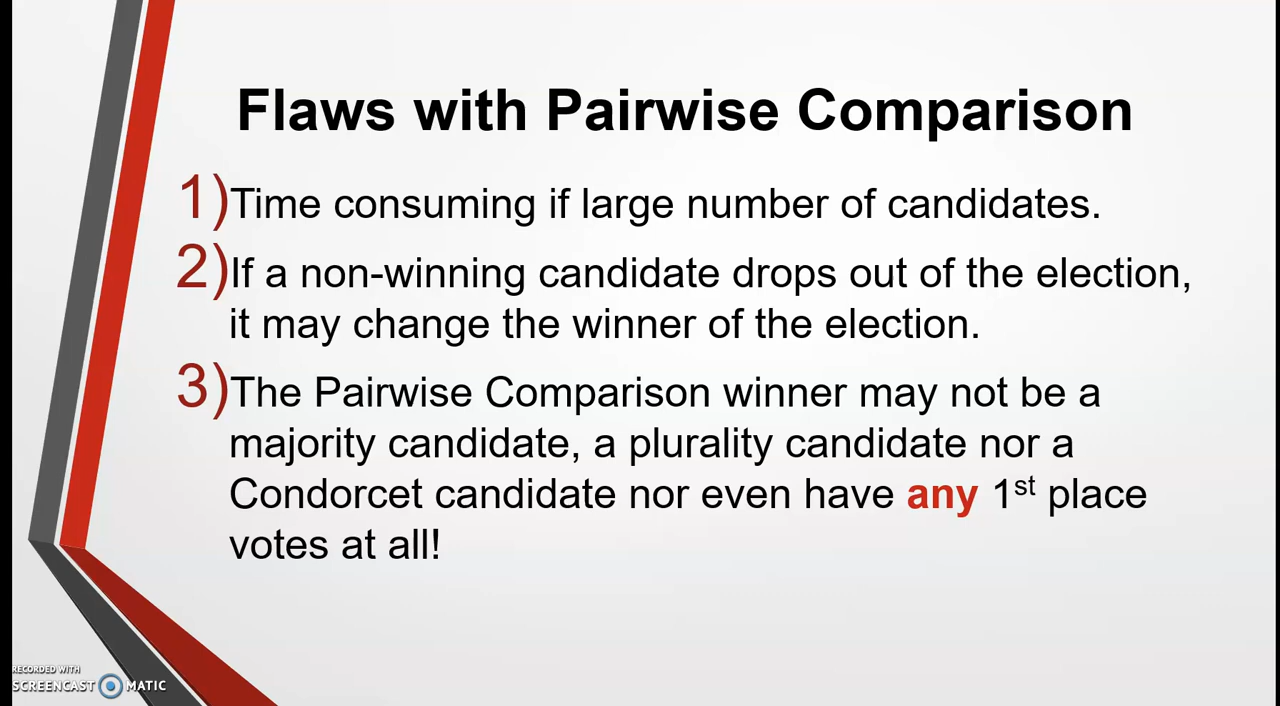 Flaws with Pairwise Comparison
1) Time consuming if large number of candidates.
2) If a non-winning candidate drops out of the election,
it may change the winner of the election.
3) The Pairwise Comparison winner may not be a
majority candidate, a plurality candidate nor a
Condorcet candidate nor even have any 1st place
votes at all!
RECORDED WITH
SCREENCAST MATIC